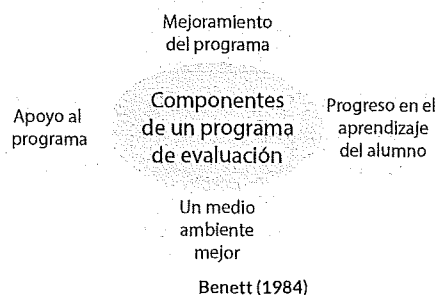 Mejoramiento
del programa
Apoyo al
programa
Componentes
de un programa
de evaluación
Progreso en el
aprendizaje
del alumno
Un medio
ambiente
mejor
Benett (1984)